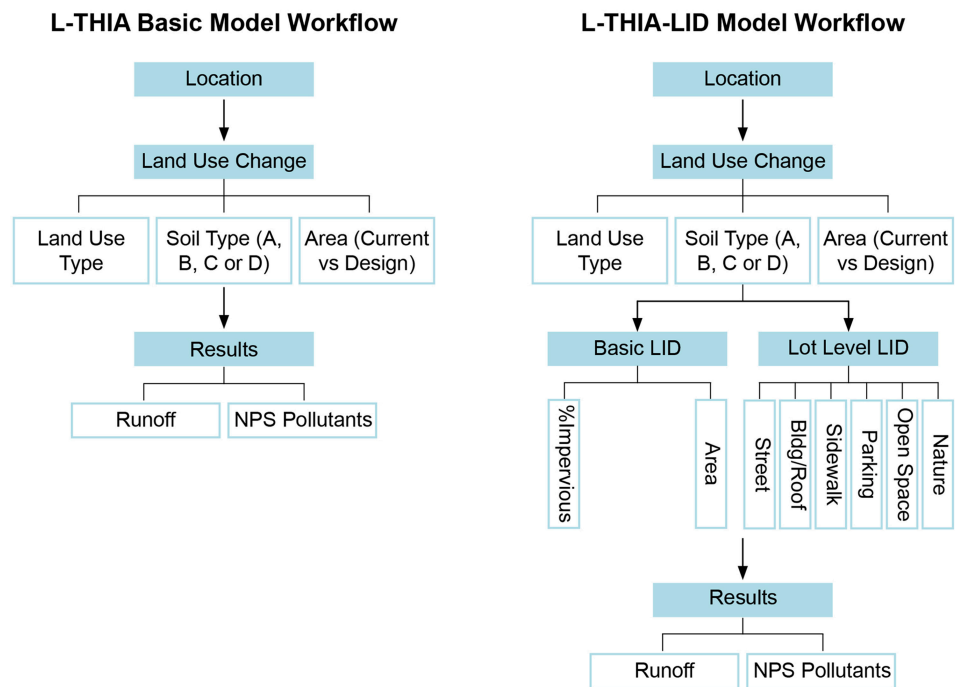 L-THIA Basic Model Workflow
Location
Land Use Change
Land Use
Type
Soil Type (A,
B, C or D)
Area (Current
vs Design)
Results
Runoff
NPS Pollutants
L-THIA-LID Model Workflow
Location
Land Use Change
Land Use
Type
Soil Type (A,
B, C or D)
Area (Current
vs Design)
Basic LID
Lot Level LID
%Impervious
Area
Street
Bldg/Roof
Sidewalk
Parking
Open Space
Nature
Results
Runoff
NPS Pollutants